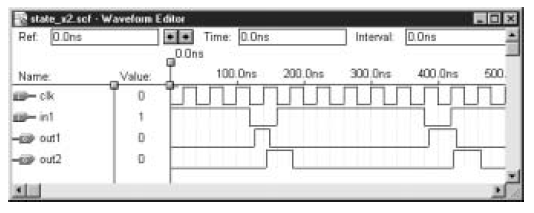 state_x2.scf - Waveform Editor
Ref: 0.0ns Time: 0.0ns Interval: 0.0ns
0.0ns
Name: Value: 100.0ns 200.0ns 300.0ns 400.0ns 500.
clk 0
in1 1
out1 0
out2 0